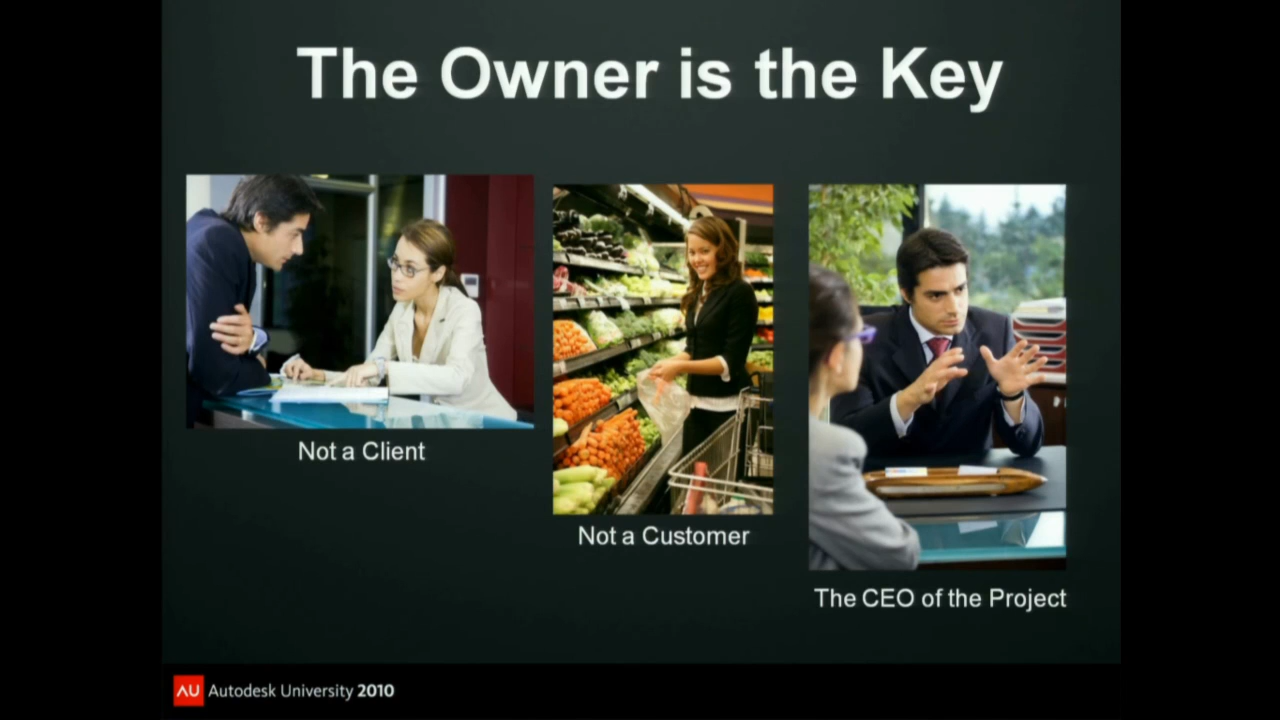 The Owner is the Key
Not a Client
Not a Customer
The CEO of the Project
AU Autodesk University 2010